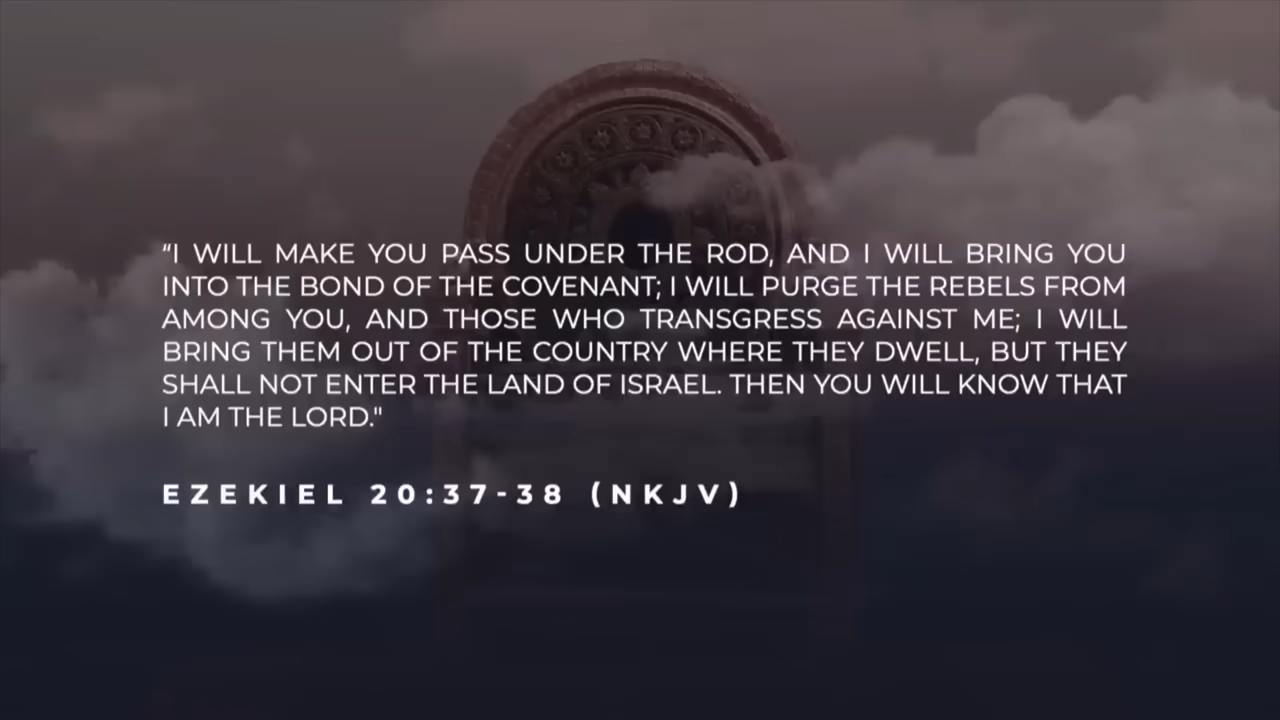 “I WILL MAKE YOU PASS UNDER THE ROD, AND I WILL BRING YOU
INTO THE BOND OF THE COVENANT; I WILL PURGE THE REBELS FROM
AMONG YOU, AND THOSE WHO TRANSGRESS AGAINST ME; I WILL
BRING THEM OUT OF THE COUNTRY WHERE THEY DWELL, BUT THEY
SHALL NOT ENTER THE LAND OF ISRAEL. THEN YOU WILL KNOW THAT
I AM THE LORD."
EZEKIEL 20:37-38 (NKJV)